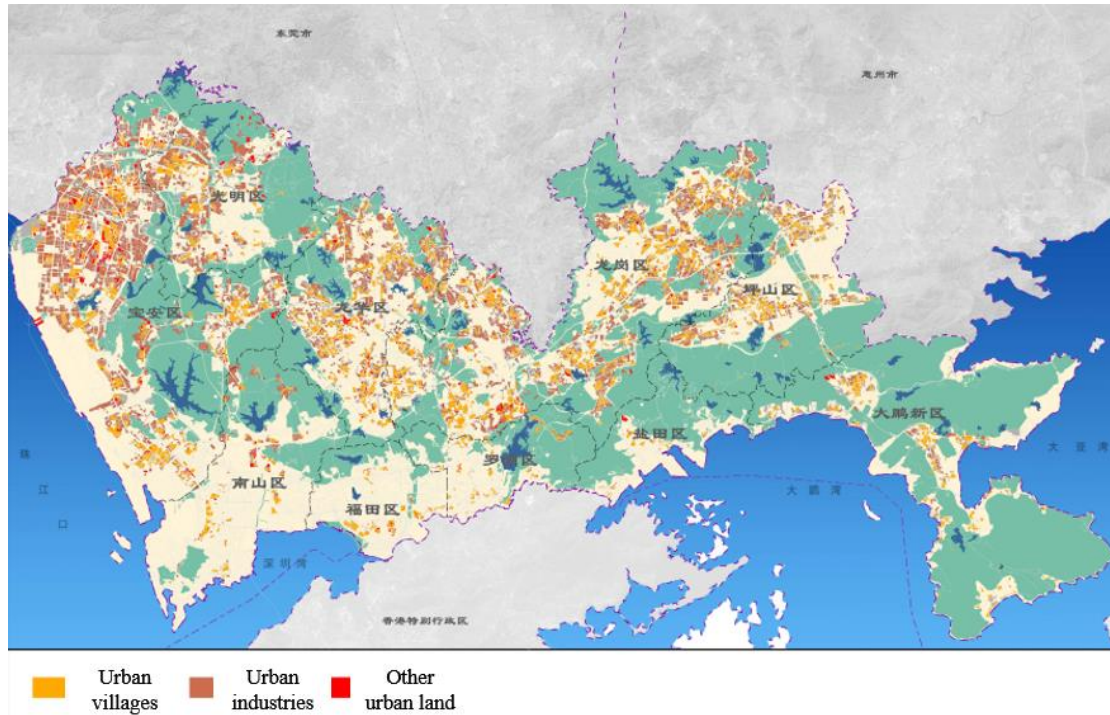 东莞市
惠州市
光明区
龙岗区
坪山区
宝安区
龙华区
大鹏新区
盐田区
罗湖区
南山区
福田区
珠
江
口
深圳湾
大鹏湾
大亚湾
香港特别行政区
Urban
villages
Urban
industries
Other
urban land